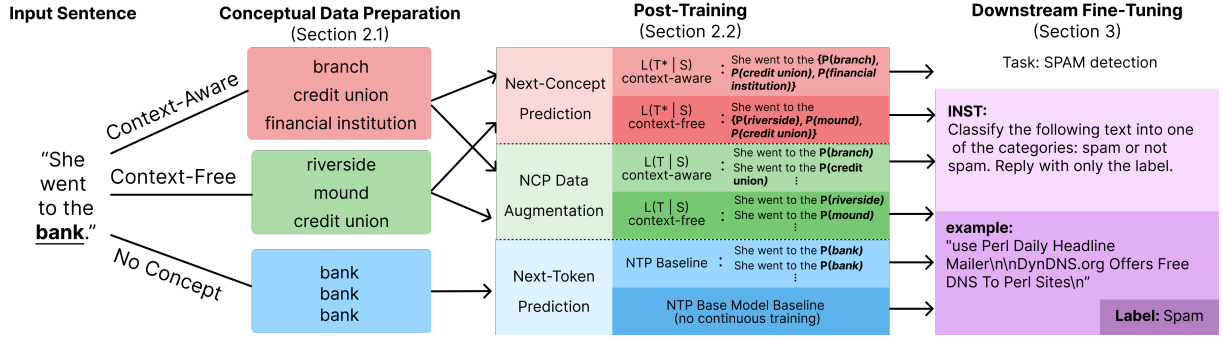 Input Sentence
“She
went
to the
bank.”
Context-Aware
Context-Free
No Concept
Conceptual Data Preparation
(Section 2.1)
branch
credit union
financial institution
riverside
mound
credit union
bank
bank
bank
Post-Training
(Section 2.2)
Next-Concept
Prediction
L(T* | S)
context-aware
:
She went to the {P(branch),
P(credit union), P(financial
institution)}
L(T* | S)
context-free
:
She went to the
{P(riverside), P(mound),
P(credit union)}
NCP Data
Augmentation
L(T | S)
context-aware
:
She went to the P(branch)
She went to the P(credit
union)
⋮
L(T | S)
context-free
:
She went to the P(riverside)
She went to the P(mound)
⋮
Next-Token
Prediction
NTP Baseline
:
She went to the P(bank)
She went to the P(bank)
⋮
NTP Base Model Baseline
(no continuous training)
Downstream Fine-Tuning
(Section 3)
Task: SPAM detection
INST:
Classify the following text into one
of the categories: spam or not
spam. Reply with only the label.
example:
"use Perl Daily Headline
Mailer\n\nDynDNS.org Offers Free
DNS To Perl Sites\n”
Label: Spam